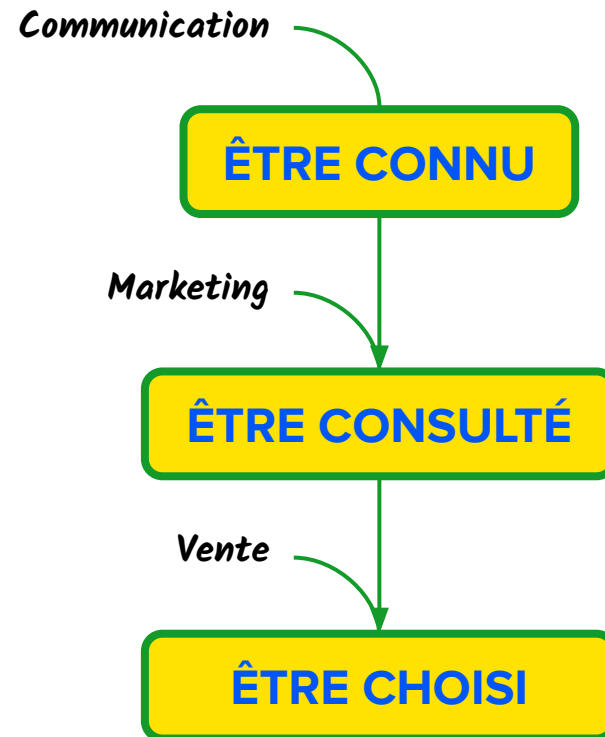 Communication
ÊTRE CONNU
Marketing
ÊTRE CONSULTÉ
Vente
ÊTRE CHOISI